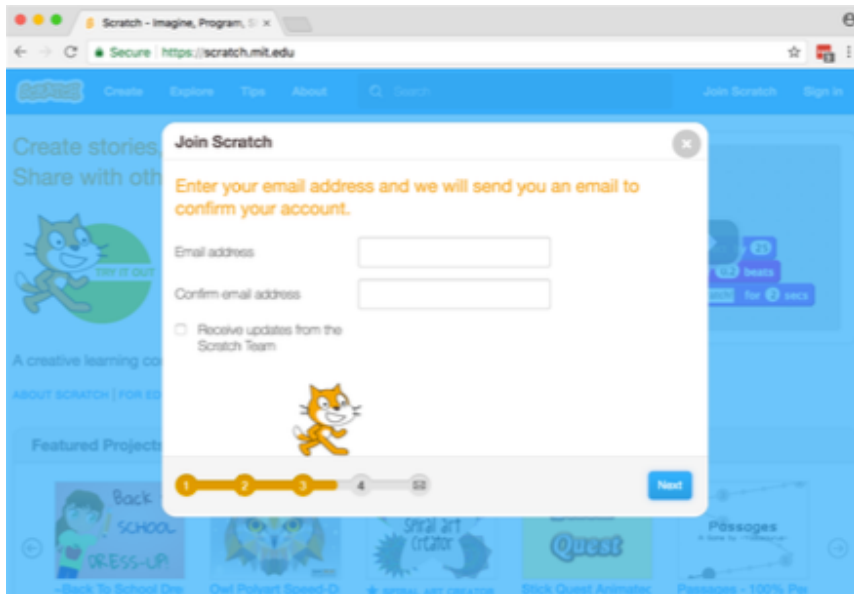 Scratch - Imagine, Program, S
Secure https://scratch.mit.edu
SCRATCH Create Explore Tips About Search Join Scratch Sign in
Create stories,
Share with oth
TRY IT OUT
A creative learning co
ABOUT SCRATCH | FOR ED
Join Scratch
Enter your email address and we will send you an email to
confirm your account.
Email address
Confirm email address
Receive updates from the
Scratch Team
1 2 3 4
Next
25
0.2 beats
for 2 secs
Featured Projects
Back
SCHOOL
DRESS-UP!
Spiral art
Crtator
Quest
Possages
~Back To School Dre
Owl Polyart Speed-D
★ SPIRAL ART CREATOR
Stick Quest Animatec
Passages - 100% Pe